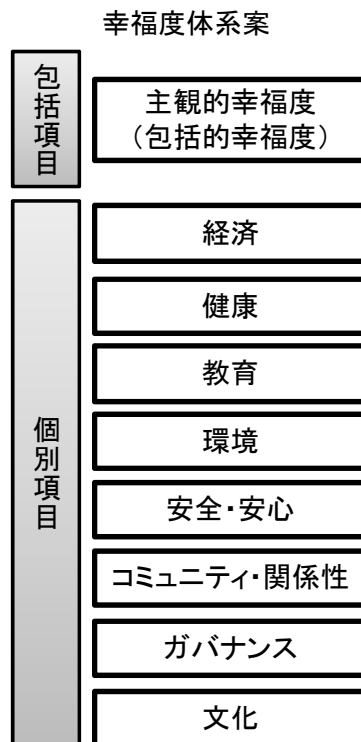 幸福度体系案
包括項目
主観的幸福度
（包括的幸福度）
個別項目
経済
健康
教育
環境
安全・安心
コミュニティ・関係性
ガバナンス
文化